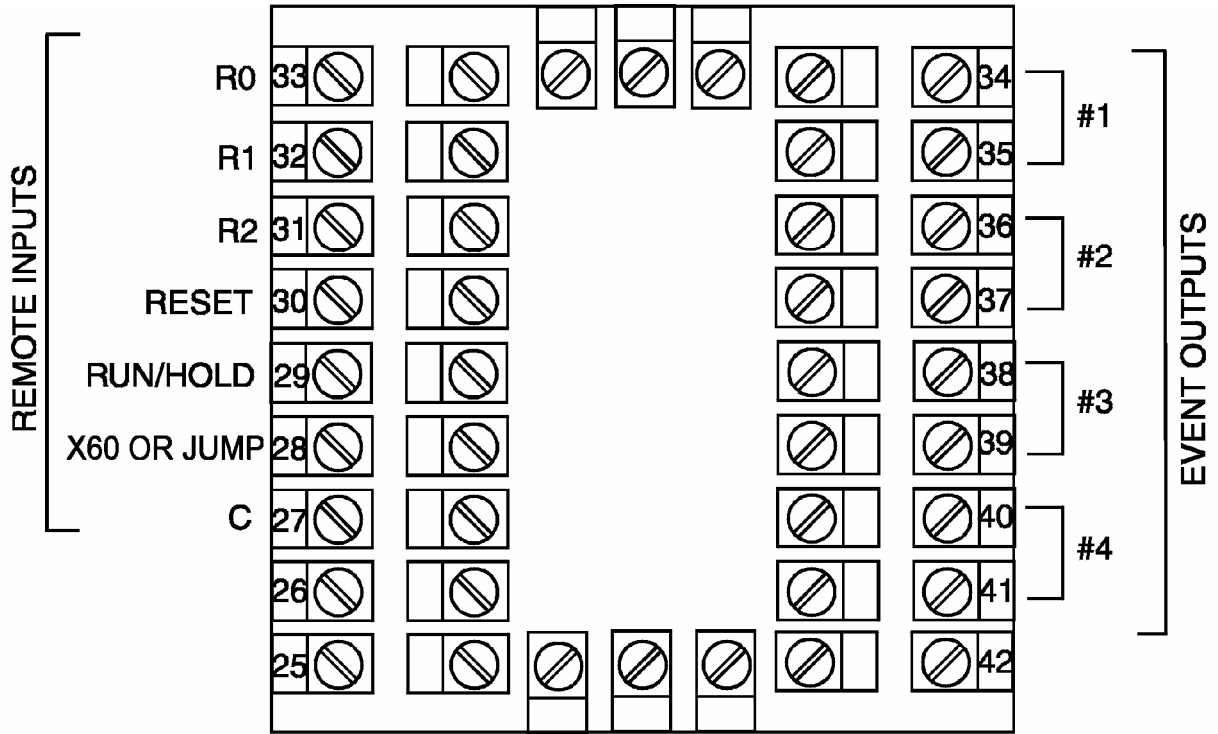 REMOTE INPUTS
R0 33
R1 32
R2 31
RESET 30
RUN/HOLD 29
X60 OR JUMP 28
C 27
26
25
34
35
#1
36
37
#2
38
39
#3
40
41
#4
42
EVENT OUTPUTS